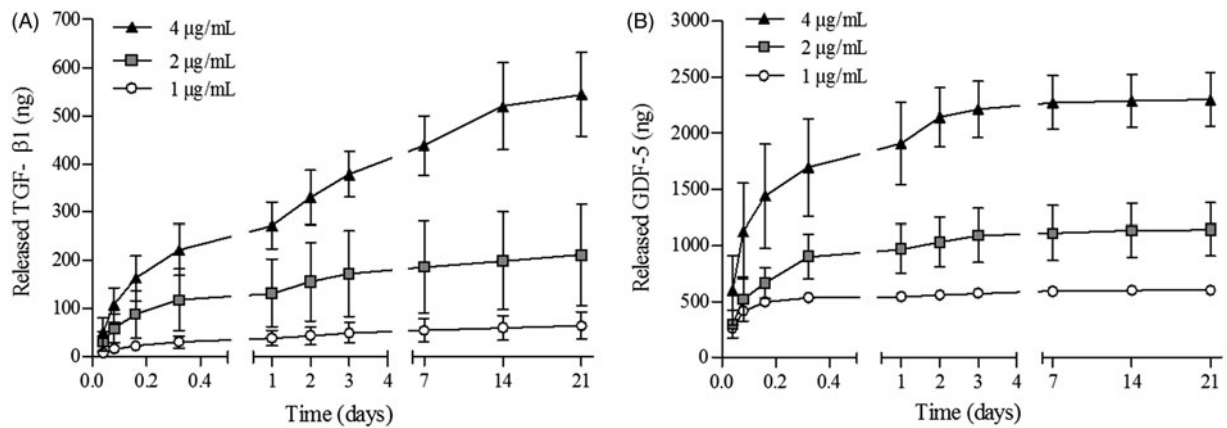 (A)
700
600
500
400
300
200
100
0
Released TGF- β1 (ng)
4 μg/mL
2 μg/mL
1 μg/mL
0.0 0.2 0.4 1 2 3 4 7 14 21
Time (days)
(B)
3000
2500
2000
1500
1000
500
0
Released GDF-5 (ng)
4 μg/mL
2 μg/mL
1 μg/mL
0.0 0.2 0.4 1 2 3 4 7 14 21
Time (days)